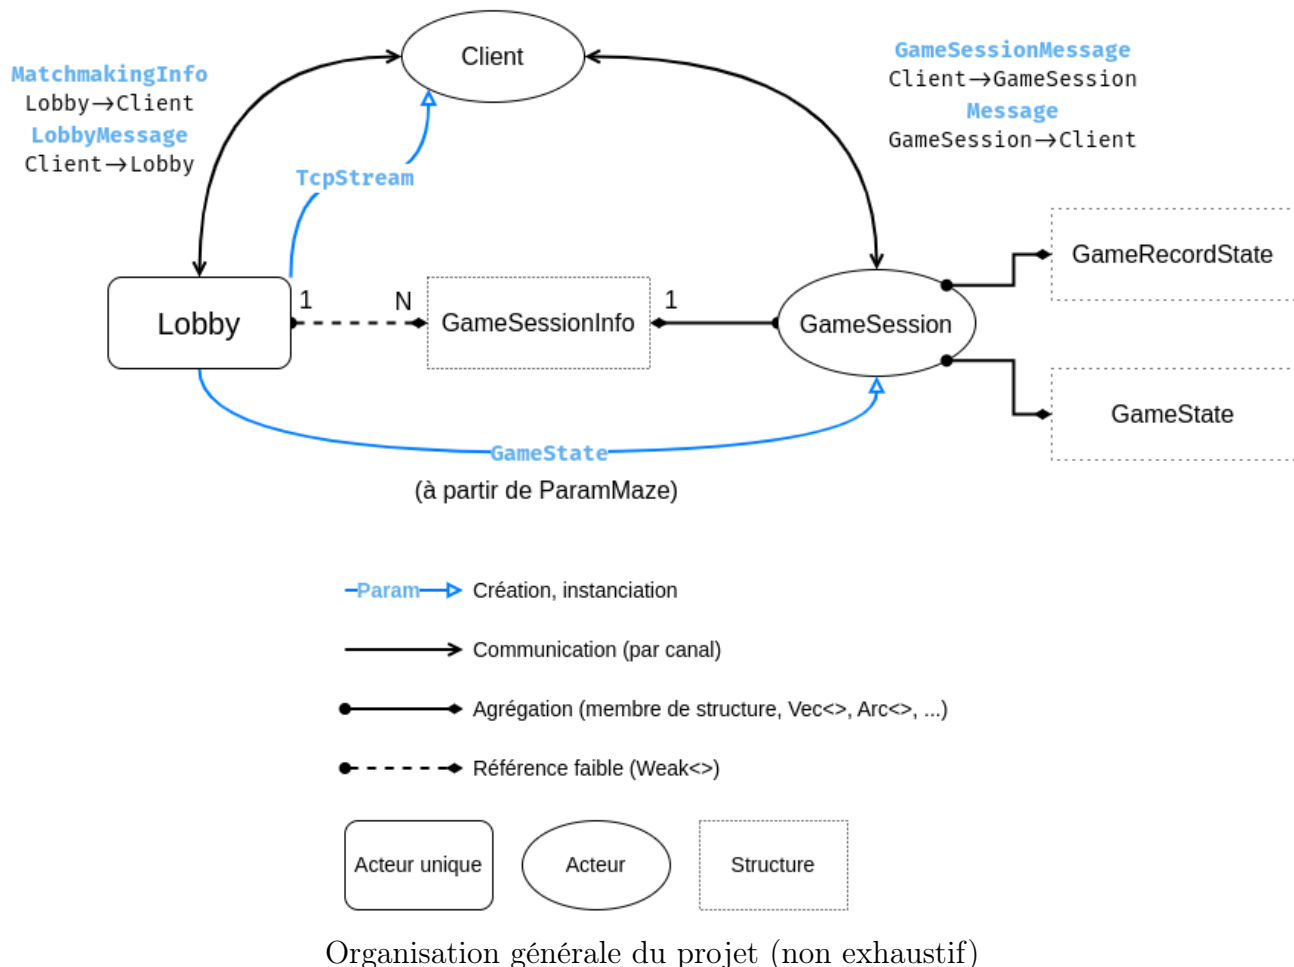 Client
MatchmakingInfo
Lobby→Client
LobbyMessage
Client→Lobby
GameSessionMessage
Client→GameSession
Message
GameSession→Client
TcpStream
Lobby
1
N
GameSessionInfo
1
GameSession
GameRecordState
GameState
GameState
(à partir de ParamMaze)
Param
Création, instanciation
Communication (par canal)
Agrégation (membre de structure, Vec<>, Arc<>, ...)
Référence faible (Weak<>)
Acteur unique
Acteur
Structure
Organisation générale du projet (non exhaustif)